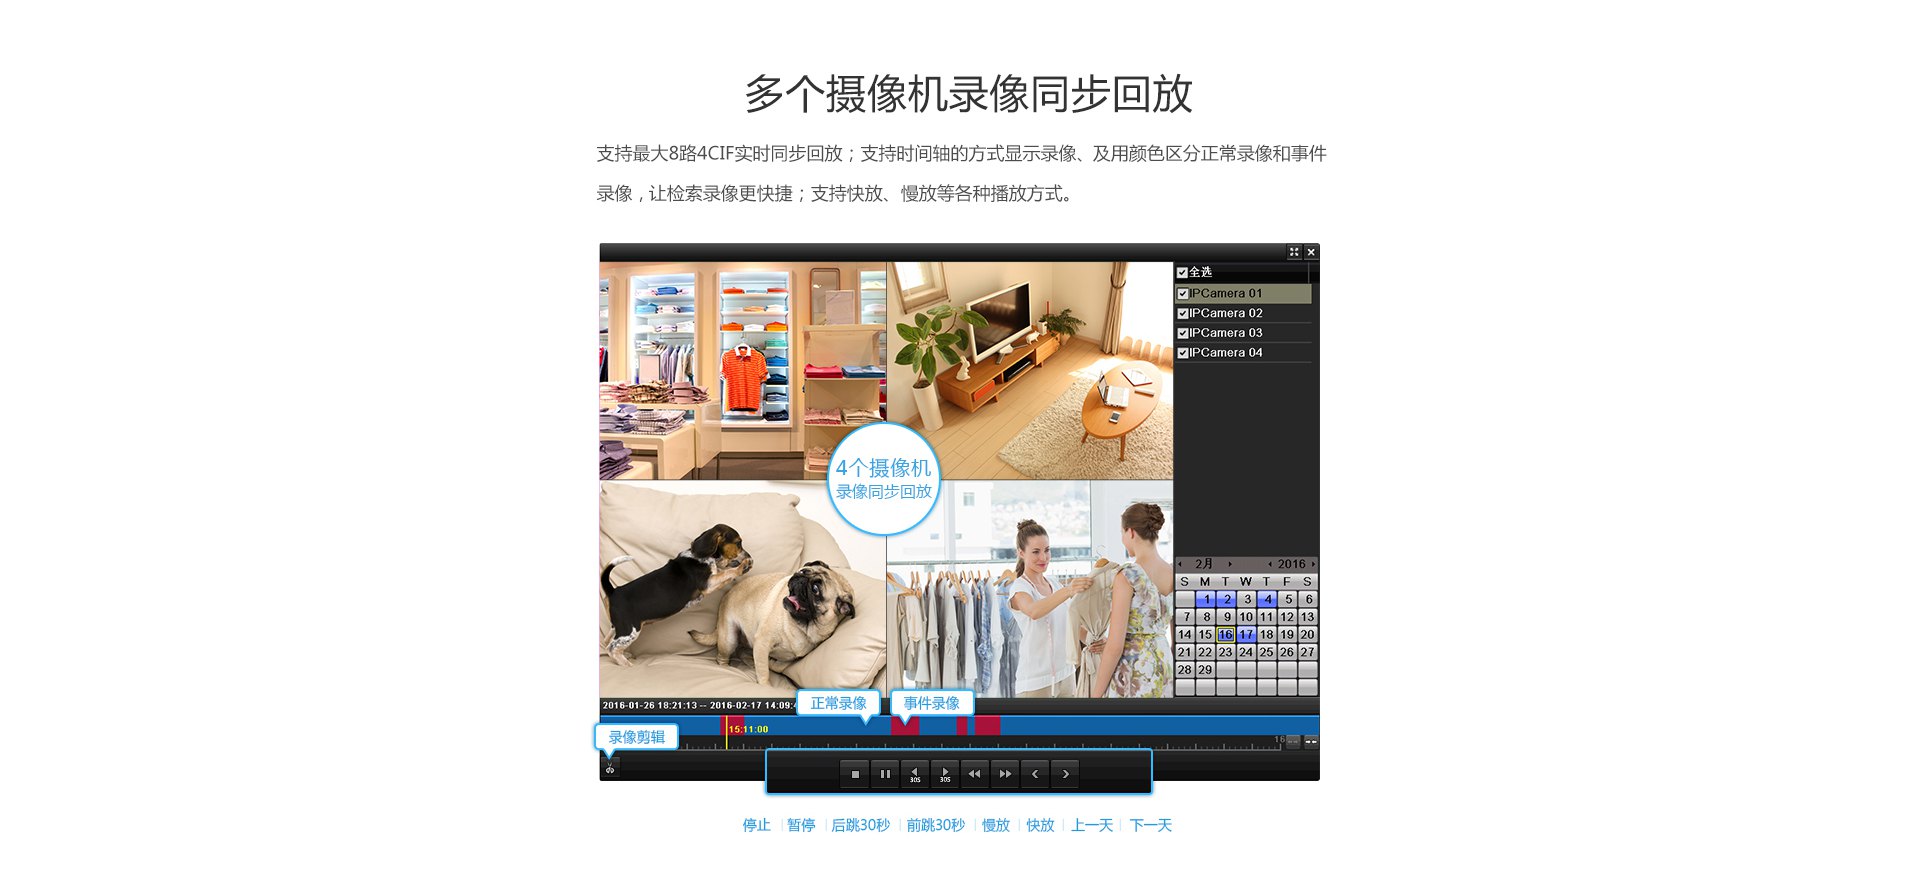 多个摄像机录像同步回放
支持最大8路4CIF实时同步回放；支持时间轴的方式显示录像、及用颜色区分正常录像和事件
录像，让检索录像更快捷；支持快放、慢放等各种播放方式。
全选
IPCamera 01
IPCamera 02
IPCamera 03
IPCamera 04
4个摄像机
录像同步回放
2月 2016
S M T W T F S
1 2 3 4 5 6
7 8 9 10 11 12 13
14 15 16 17 18 19 20
21 22 23 24 25 26 27
28 29
2016-01-26 18:21:13 -- 2016-02-17 14:09:
正常录像
事件录像
15:11:00
录像剪辑
16
30S 30S
停止 暂停 后跳30秒 前跳30秒 慢放 快放 上一天 下一天